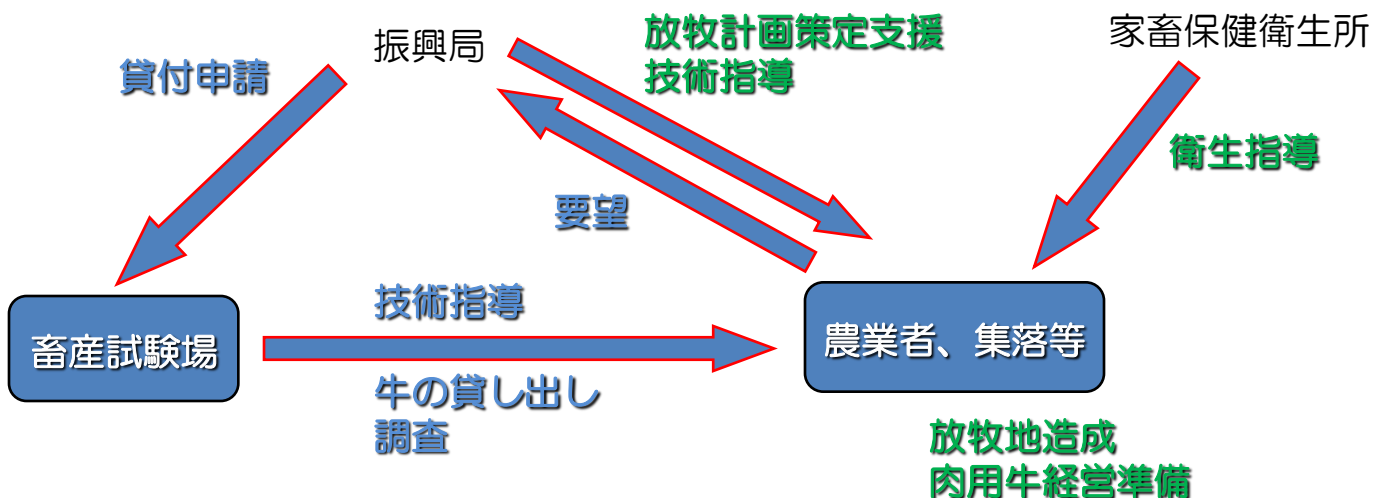 振興局
放牧計画策定支援
技術指導
家畜保健衛生所
貸付申請
衛生指導
要望
技術指導
畜産試験場
農業者、集落等
牛の貸し出し
調査
放牧地造成
肉用牛経営準備